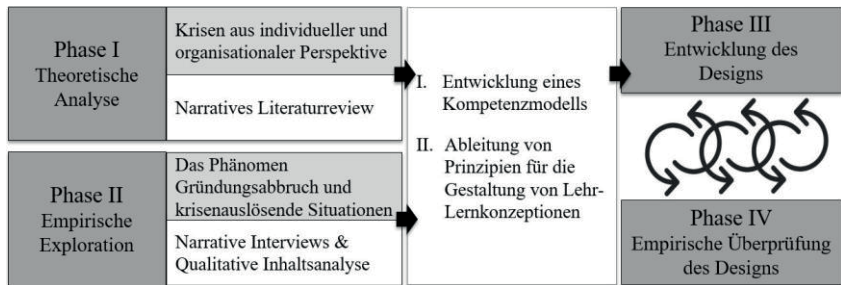 Phase I
Theoretische
Analyse
Krisen aus individueller und
organisationaler Perspektive
Narratives Literaturreview
Phase II
Empirische
Exploration
Das Phänomen
Gründungsabbruch und
krisenauslösende Situationen
Narrative Interviews &
Qualitative Inhaltsanalyse
I. Entwicklung eines
Kompetenzmodells
II. Ableitung von
Prinzipien für die
Gestaltung von Lehr-
Lernkonzeptionen
Phase III
Entwicklung des
Designs
Phase IV
Empirische Überprüfung
des Designs